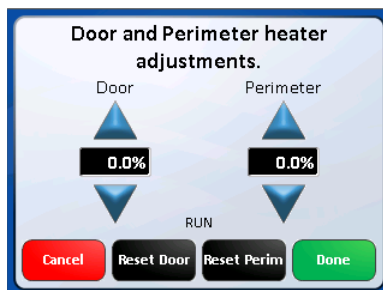 Door and Perimeter heater
adjustments.
Door Perimeter
0.0% 0.0%
RUN
Cancel Reset Door Reset Perim Done